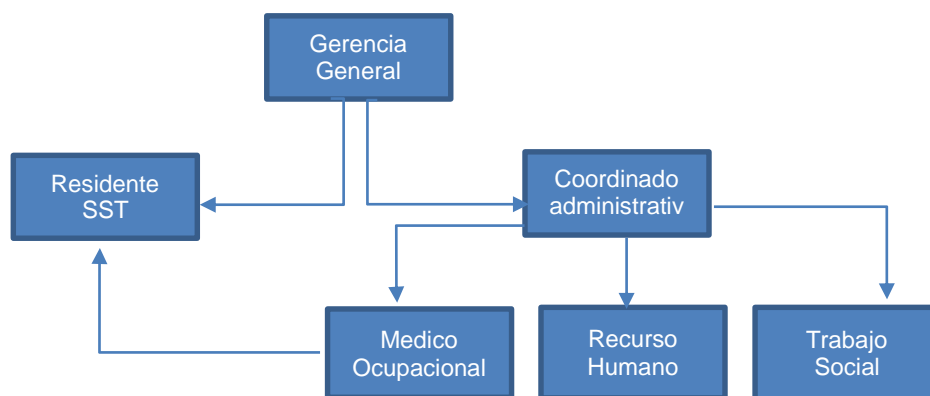 Gerencia
General
Residente
SST
Coordinado
administrativ
Medico
Ocupacional
Recurso
Humano
Trabajo
Social